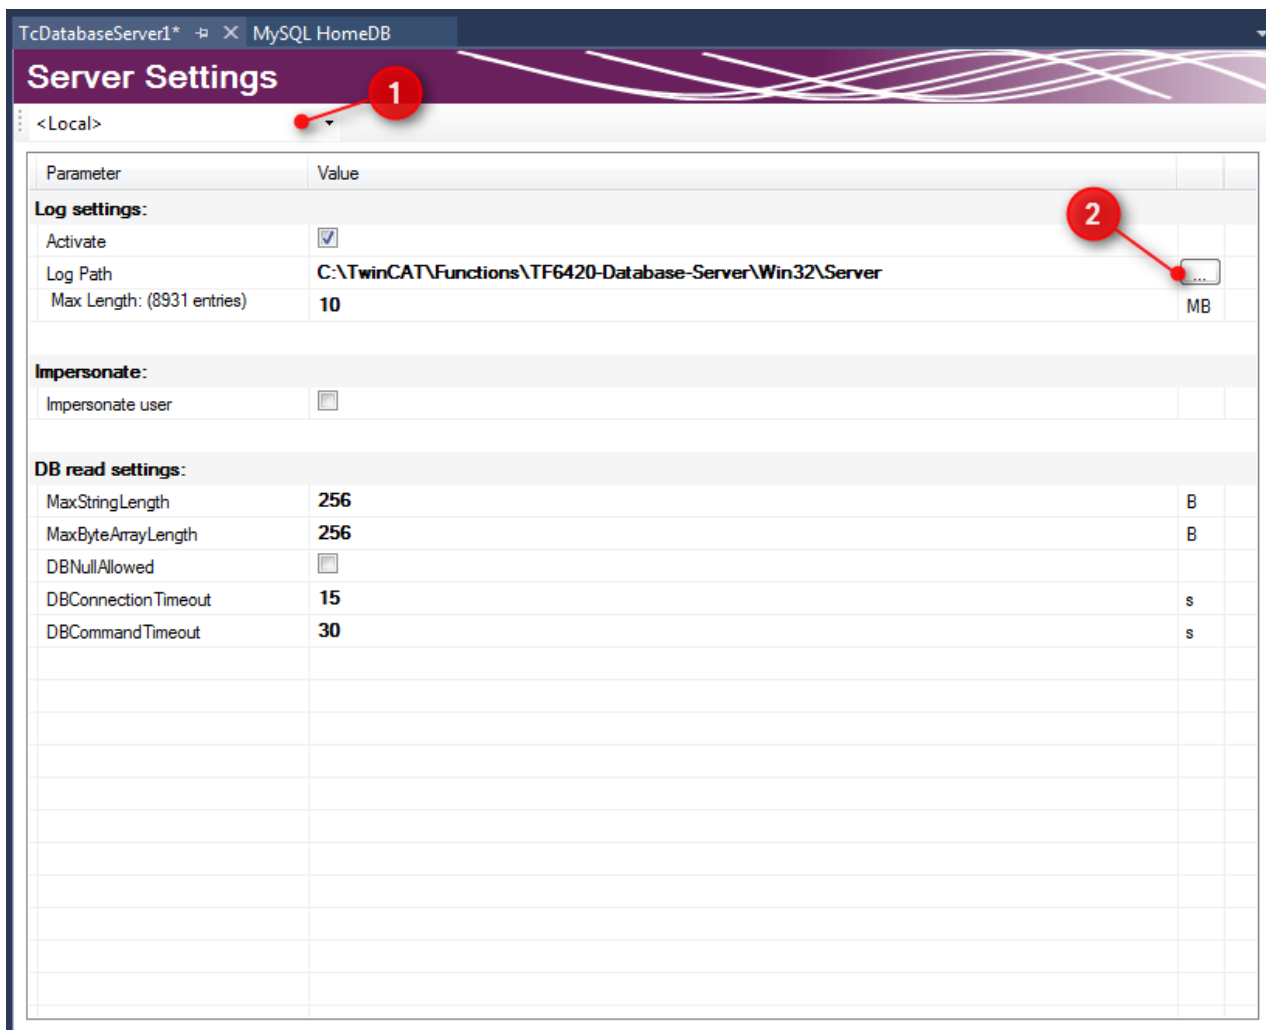 TcDatabaseServer1* MySQL HomeDB
Server Settings
1
<Local>
Parameter Value
Log settings:
2
Activate
Log Path C:\TwinCAT\Functions\TF6420-Database-Server\Win32\Server ...
Max Length: (8931 entries) 10 MB
Impersonate:
Impersonate user
DB read settings:
MaxStringLength 256 B
MaxByteArrayLength 256 B
DBNullAllowed
DBConnectionTimeout 15 s
DBCommandTimeout 30 s